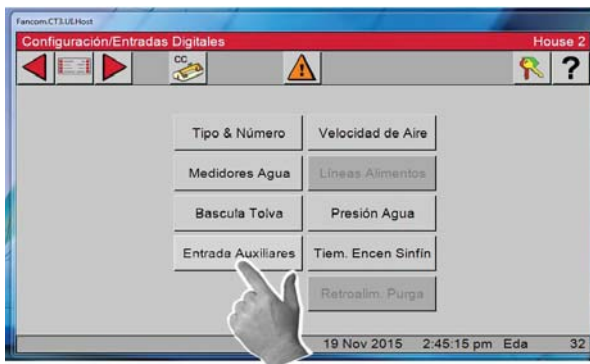 Fancom.CT3.UI.Host
Configuración/Entradas Digitales House 2
CC ?
Tipo & Número Velocidad de Aire
Medidores Agua Líneas Alimentos
Bascula Tolva Presión Agua
Entrada Auxiliares Tiem. Encen Sinfín
Retroalim. Purga
19 Nov 2015 2:45:15 pm Eda 32